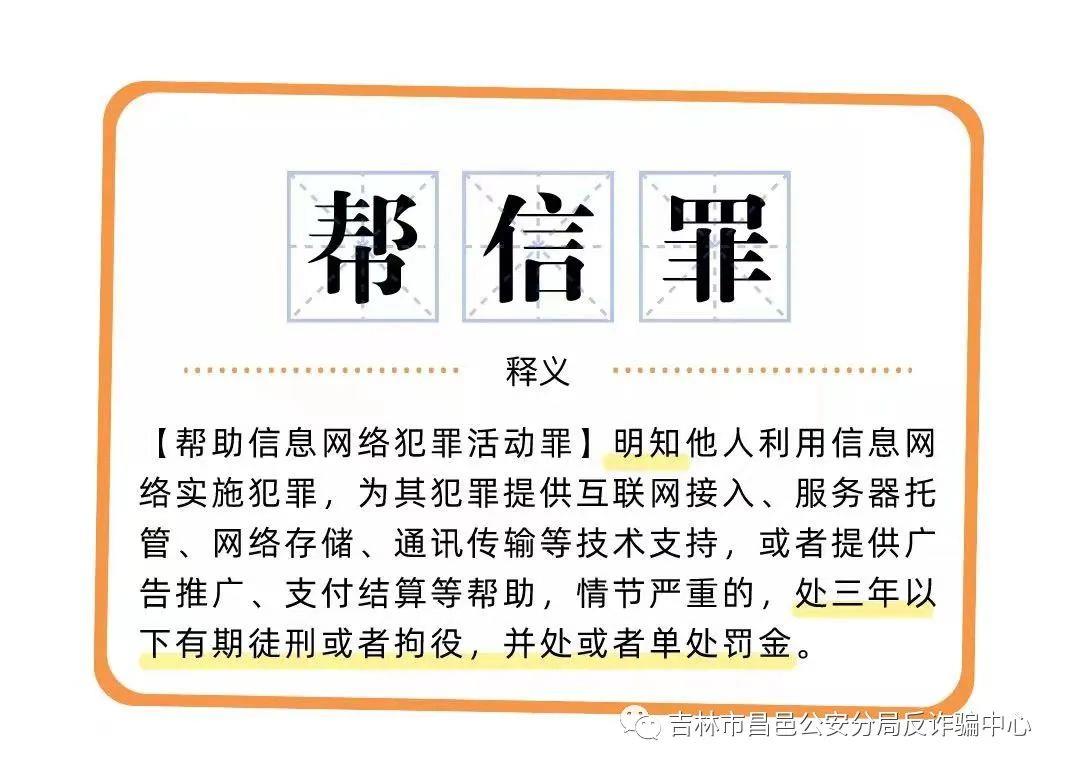 帮信罪
释义
【帮助信息网络犯罪活动罪】明知他人利用信息网
络实施犯罪，为其犯罪提供互联网接入、服务器托
管、网络存储、通讯传输等技术支持，或者提供广
告推广、支付结算等帮助，情节严重的，处三年以
下有期徒刑或者拘役，并处或者单处罚金。
吉林市昌邑公安分局反诈骗中心